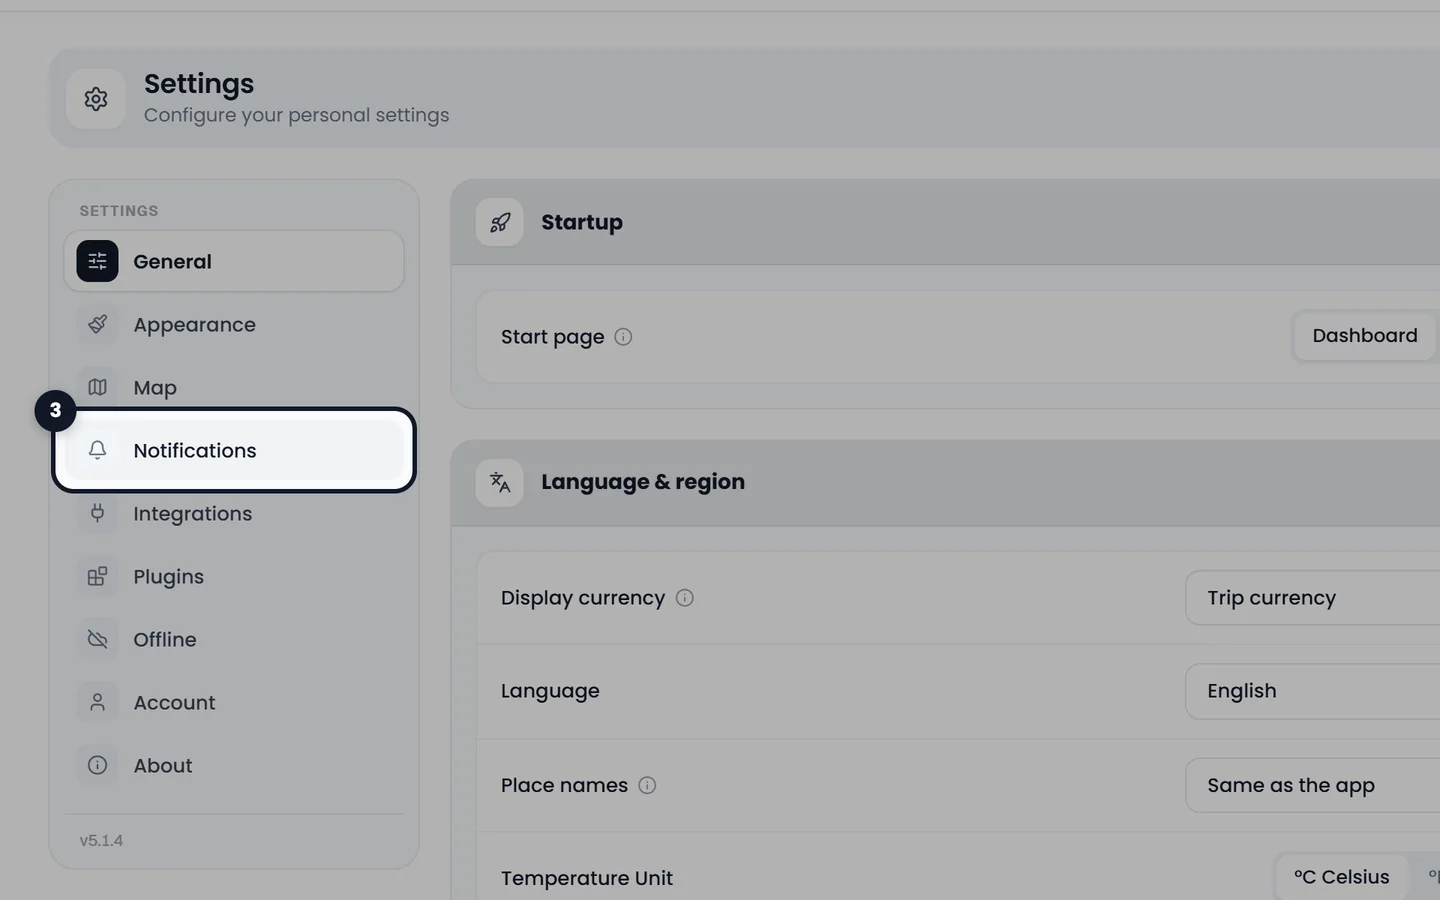 Settings
Configure your personal settings
SETTINGS
General
Appearance
Map
3
Notifications
Integrations
Plugins
Offline
Account
About
v5.1.4
Startup
Start page
Dashboard
Language & region
Display currency
Trip currency
Language
English
Place names
Same as the app
Temperature Unit
°C Celsius